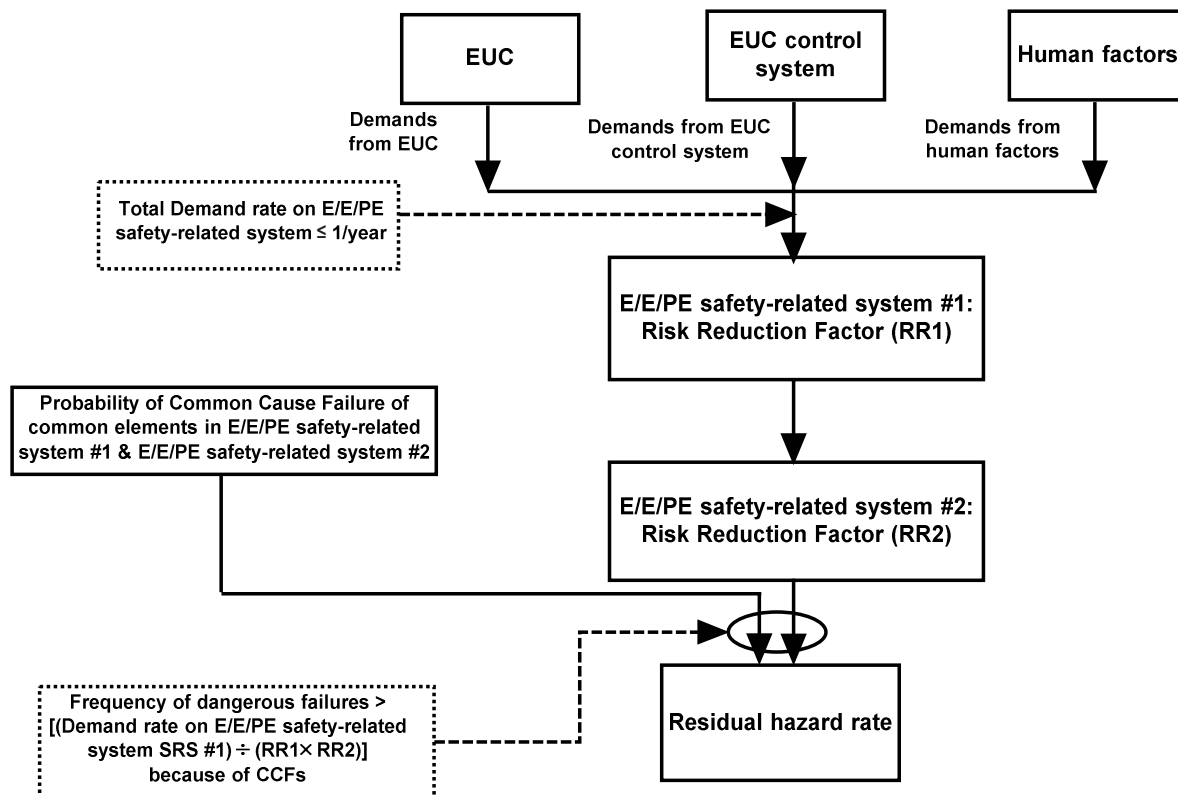 EUC
EUC control
system
Human factors
Demands
from EUC
Demands from EUC
control system
Demands from
human factors
Total Demand rate on E/E/PE
safety-related system ≤ 1/year
E/E/PE safety-related system #1:
Risk Reduction Factor (RR1)
Probability of Common Cause Failure of
common elements in E/E/PE safety-related
system #1 & E/E/PE safety-related system #2
E/E/PE safety-related system #2:
Risk Reduction Factor (RR2)
Frequency of dangerous failures >
[(Demand rate on E/E/PE safety-related
system SRS #1) ÷ (RR1× RR2)]
because of CCFs
Residual hazard rate